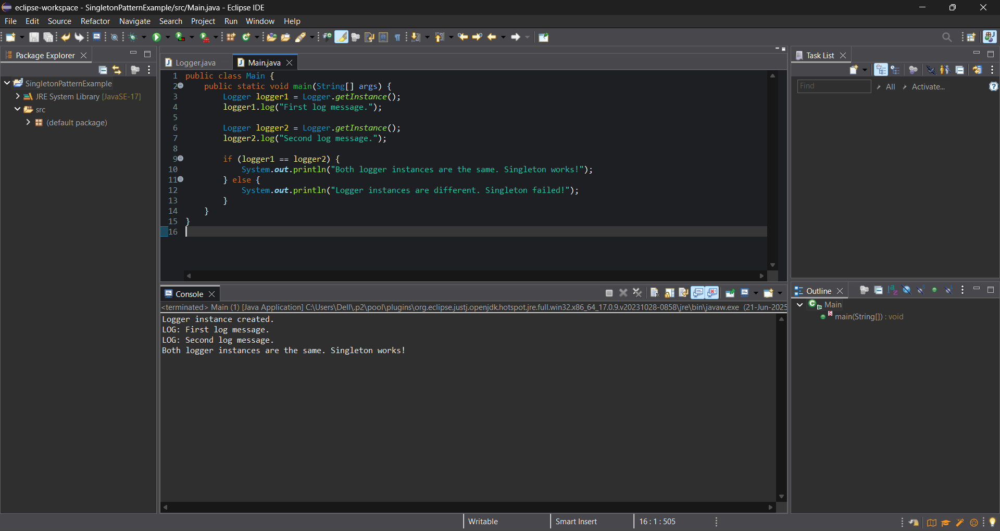 eclipse-workspace - SingletonPatternExample/src/Main.java - Eclipse IDE
File Edit Source Refactor Navigate Search Project Run Window Help
Package Explorer
SingletonPatternExample
JRE System Library [JavaSE-17]
src
(default package)
Logger.java Main.java
1 public class Main {
2     public static void main(String[] args) {
3         Logger logger1 = Logger.getInstance();
4         logger1.log("First log message.");
5
6         Logger logger2 = Logger.getInstance();
7         logger2.log("Second log message.");
8
9         if (logger1 == logger2) {
10             System.out.println("Both logger instances are the same. Singleton works!");
11         } else {
12             System.out.println("Logger instances are different. Singleton failed!");
13         }
14     }
15 }
16
Console
<terminated> Main (1) [Java Application] C:\Users\Dell\.p2\pool\plugins\org.eclipse.justj.openjdk.hotspot.jre.full.win32.x86_64_17.0.9.v20231028-0858\jre\bin\javaw.exe (21-Jun-2025
Logger instance created.
LOG: First log message.
LOG: Second log message.
Both logger instances are the same. Singleton works!
Task List
Find All Activate...
Outline
Main
main(String[]) : void
Writable Smart Insert 16 : 1 : 505